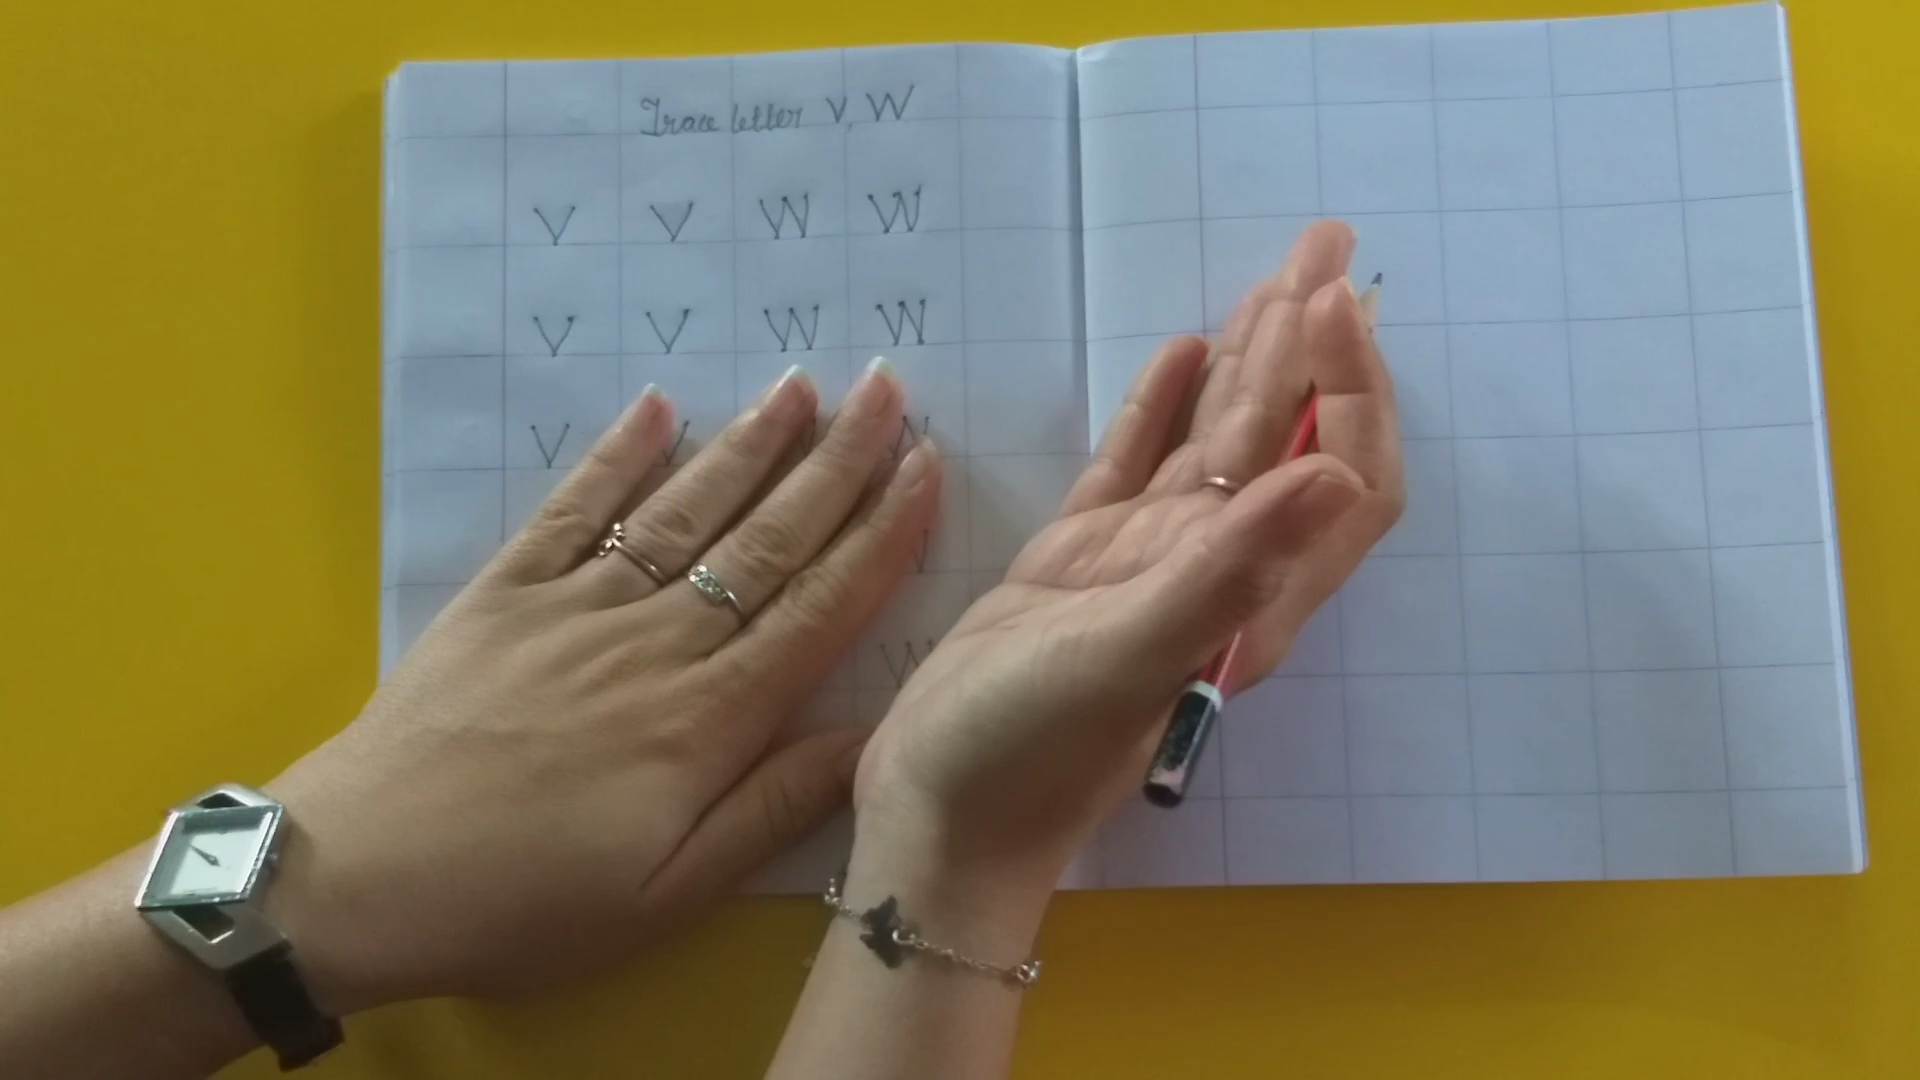 Trace letter V, W
V V W W
V V W W
V V W
W